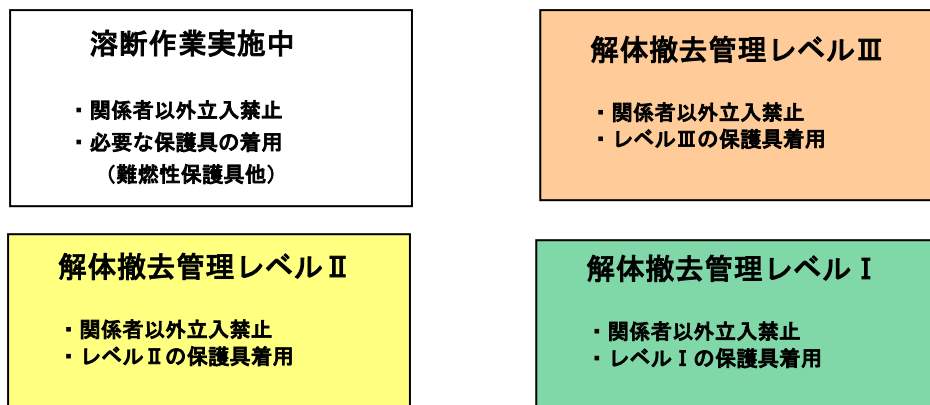 溶断作業実施中
・関係者以外立入禁止
・必要な保護具の着用
（難燃性保護具他）
解体撤去管理レベルⅢ
・関係者以外立入禁止
・レベルⅢの保護具着用
解体撤去管理レベルⅡ
・関係者以外立入禁止
・レベルⅡの保護具着用
解体撤去管理レベルⅠ
・関係者以外立入禁止
・レベルⅠの保護具着用